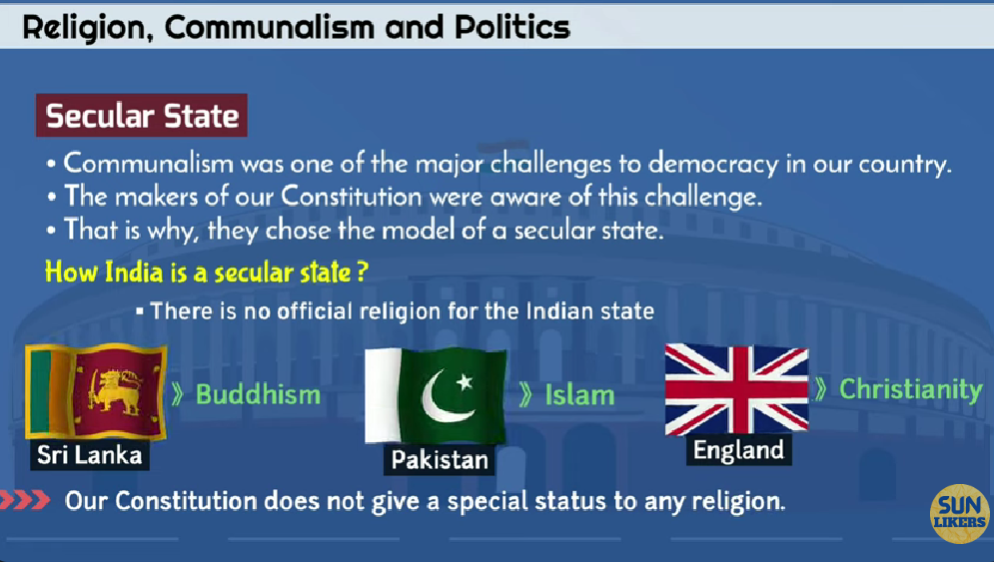 Religion, Communalism and Politics
Secular State
• Communalism was one of the major challenges to democracy in our country.
• The makers of our Constitution were aware of this challenge.
• That is why, they chose the model of a secular state.
How India is a secular state ?
▪ There is no official religion for the Indian state
》 Buddhism
》 Islam
》 Christianity
Sri Lanka
Pakistan
England
Our Constitution does not give a special status to any religion.
SUN
LIKERS